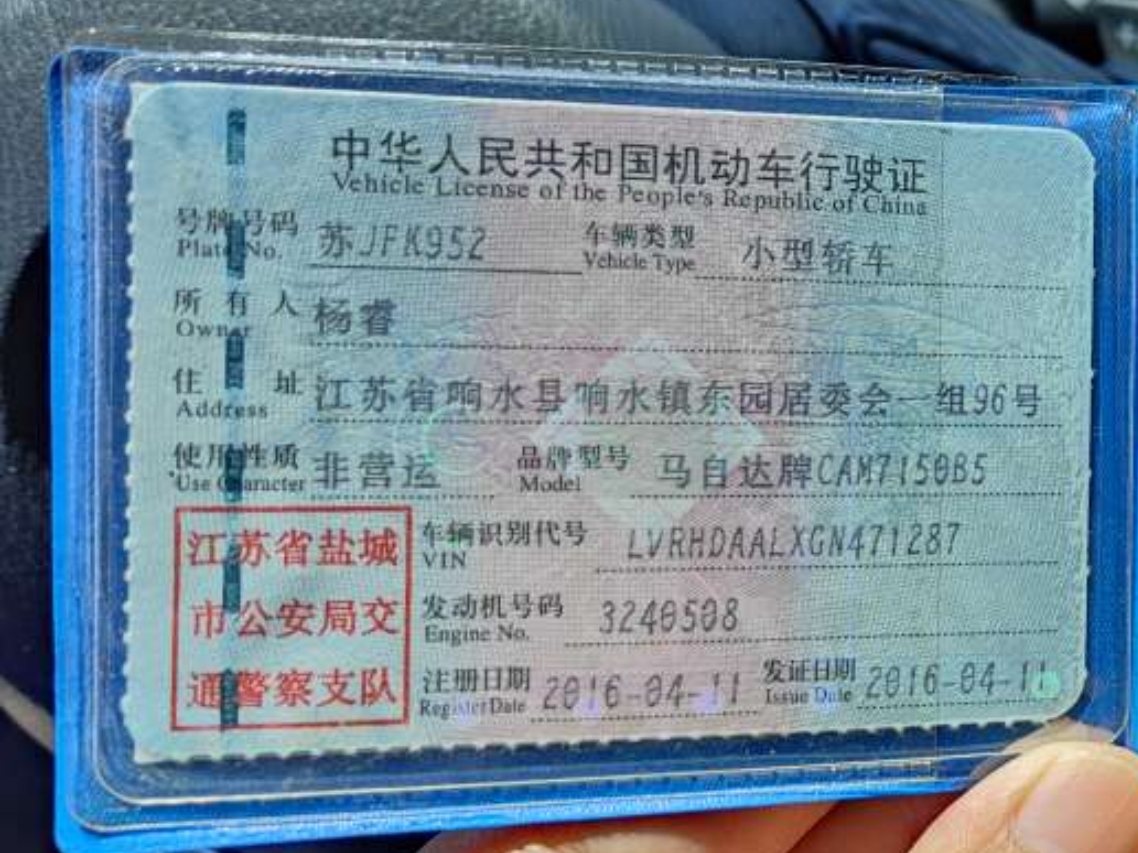 中华人民共和国机动车行驶证
Vehicle License of the People's Republic of China
号牌号码 苏JFK952 车辆类型 小型轿车
Plate No. Vehicle Type
所有人 杨睿
Owner
住址 江苏省响水县响水镇东园居委会一组96号
Address
使用性质 非营运 品牌型号 马自达牌CAM7150B5
Use Character Model
江苏省盐城 车辆识别代号 LVRHDAALXGN471287
VIN
市公安局交 发动机号码 3240508
Engine No.
通警察支队 注册日期 2016-04-11 发证日期 2016-04-11
Register Date Issue Date